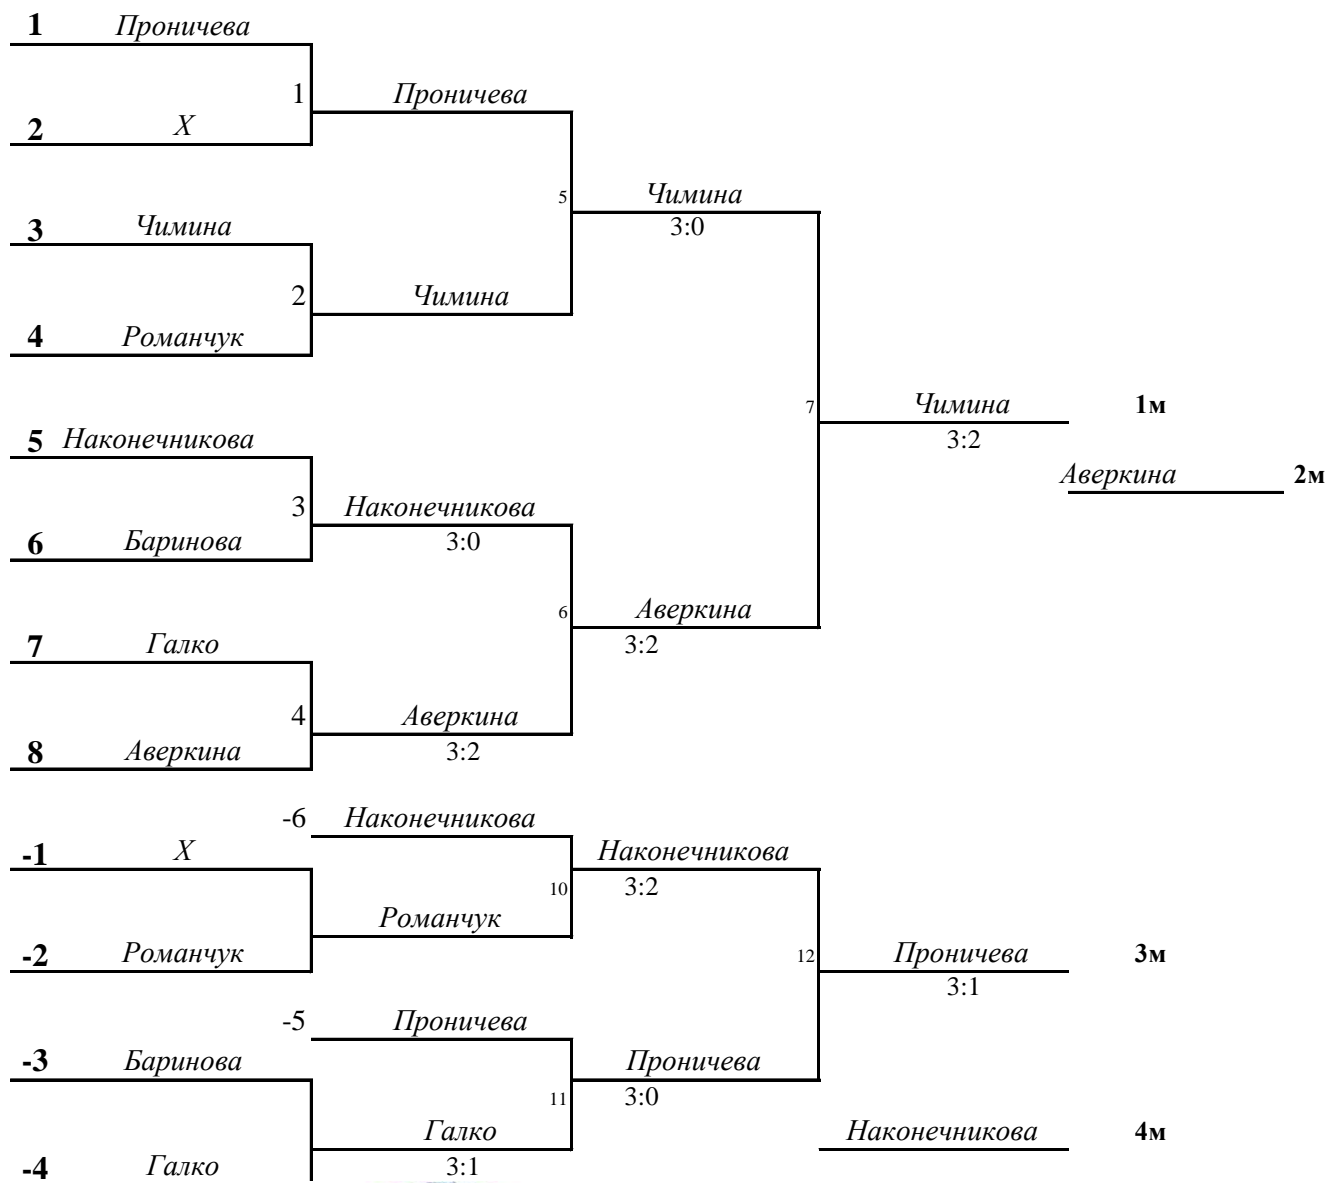 1 Проничева
1 Проничева
2 Х
5 Чимина
3:0
3 Чимина
2 Чимина
4 Романчук
7 Чимина 1м
3:2
5 Наконечникова
Аверкина 2м
3 Наконечникова
3:0
6 Баринова
6 Аверкина
3:2
7 Галко
4 Аверкина
3:2
8 Аверкина
-6 Наконечникова
-1 Х
Наконечникова
3:2
10
Романчук
-2 Романчук
12 Проничева 3м
3:1
-5 Проничева
-3 Баринова
Проничева
3:0
11
Галко
3:1
Наконечникова 4м
-4 Галко